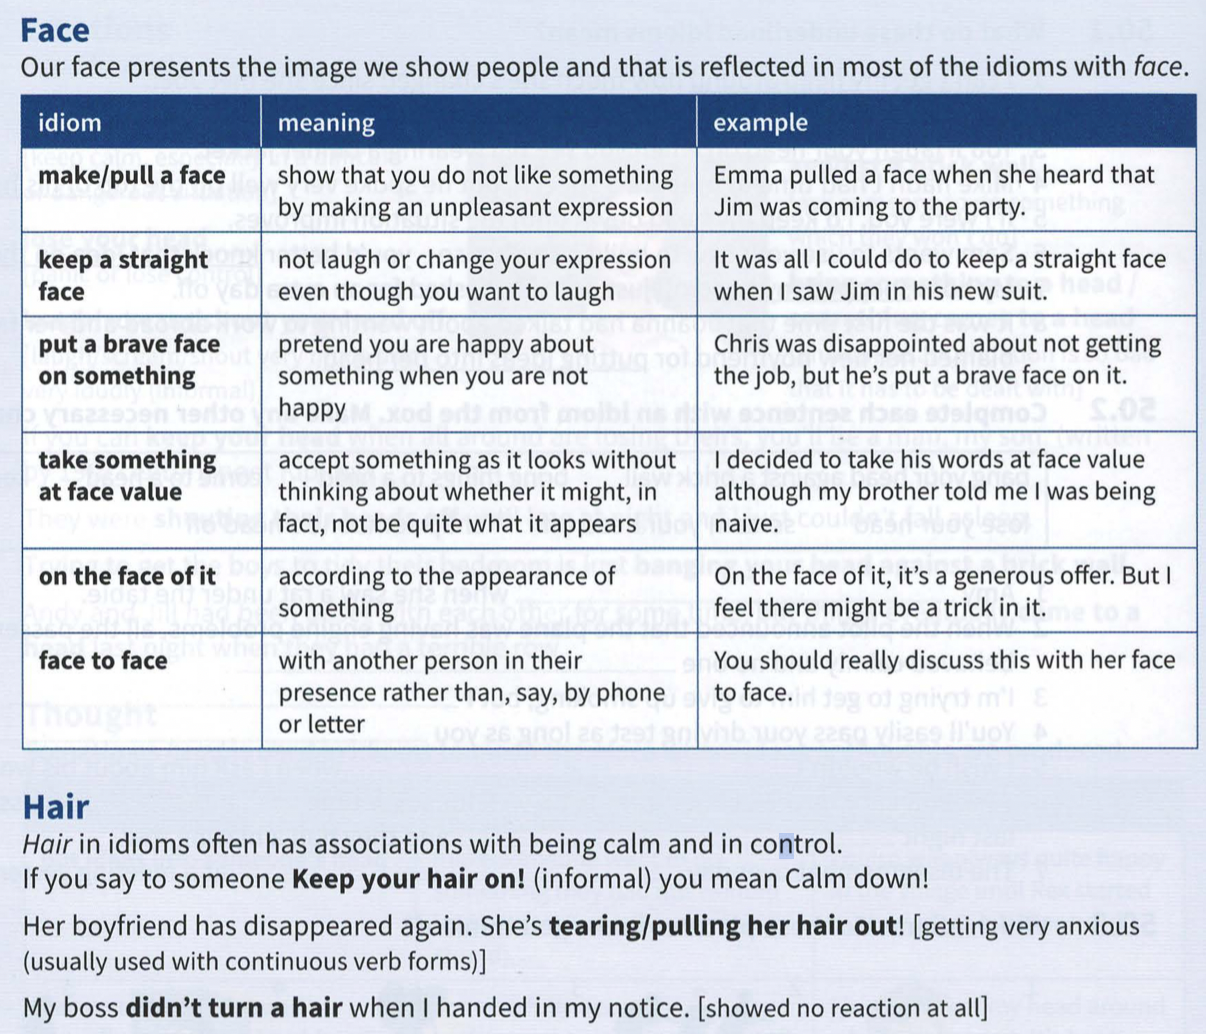 Face
Our face presents the image we show people and that is reflected in most of the idioms with face.
idiom meaning example
make/pull a face show that you do not like something Emma pulled a face when she heard that
by making an unpleasant expression Jim was coming to the party.
keep a straight not laugh or change your expression It was all I could do to keep a straight face
face even though you want to laugh when I saw Jim in his new suit.
put a brave face pretend you are happy about Chris was disappointed about not getting
on something something when you are not the job, but he's put a brave face on it.
happy
take something accept something as it looks without I decided to take his words at face value
at face value thinking about whether it might, in although my brother told me I was being
fact, not be quite what it appears naive.
on the face of it according to the appearance of On the face of it, it's a generous offer. But I
something feel there might be a trick in it.
face to face with another person in their You should really discuss this with her face
presence rather than, say, by phone to face.
or letter
Hair
Hair in idioms often has associations with being calm and in control.
If you say to someone Keep your hair on! (informal) you mean Calm down!
Her boyfriend has disappeared again. She's tearing/pulling her hair out! [getting very anxious
(usually used with continuous verb forms)]
My boss didn't turn a hair when I handed in my notice. [showed no reaction at all]